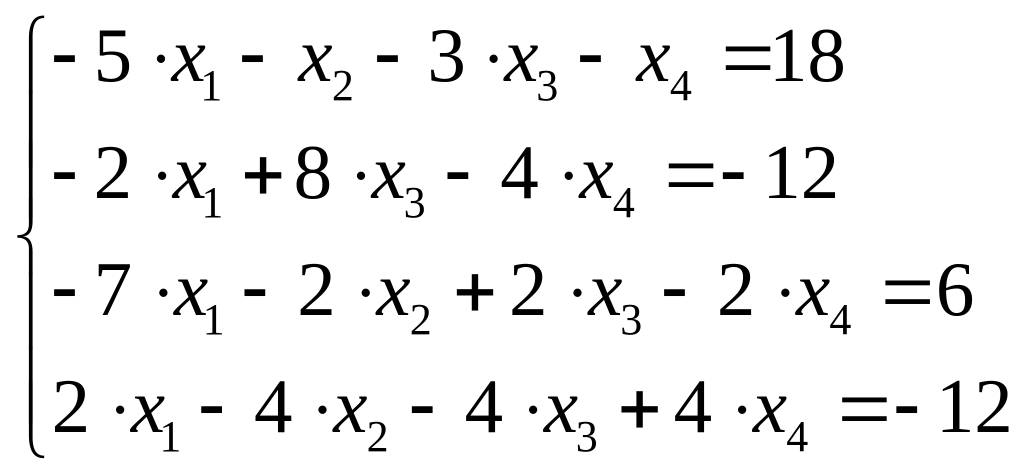 - 5 ·x₁ - x₂ - 3 ·x₃ - x₄ =18
- 2 ·x₁ +8 ·x₃ - 4 ·x₄ =- 12
- 7 ·x₁ - 2 ·x₂ +2 ·x₃ - 2 ·x₄ =6
2 ·x₁ - 4 ·x₂ - 4 ·x₃ +4 ·x₄ =- 12